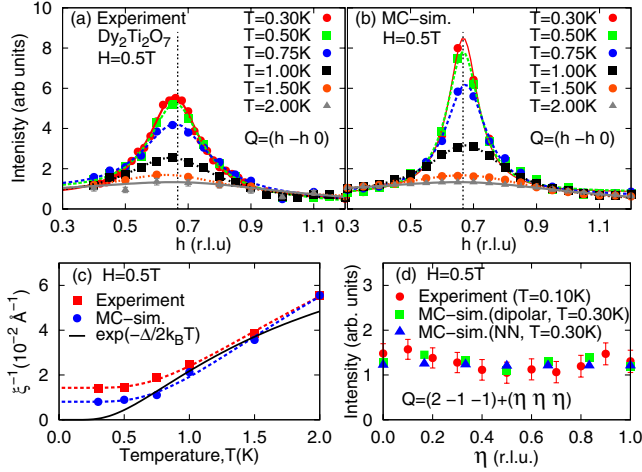 (a) Experiment
Dy2Ti2O7
H=0.5T
T=0.30K
T=0.50K
T=0.75K
T=1.00K
T=1.50K
T=2.00K
Q=(h −h 0)
Intenisty (arb units)
10
8
6
4
2
0
0.3 0.5 0.7 0.9 1.1
h (r.l.u)
(b) MC-sim.
H=0.5T
T=0.30K
T=0.50K
T=0.75K
T=1.00K
T=1.50K
T=2.00K
Q=(h −h 0)
0.3 0.5 0.7 0.9 1.1
h (r.l.u)
(c) H=0.5T
Experiment
MC-sim.
exp(−Δ/2kBT)
ξ−1(10−2 Å−1)
6
4
2
0
0.0 0.5 1.0 1.5 2.0
Temperature,T(K)
(d) H=0.5T
Experiment (T=0.10K)
MC-sim.(dipolar, T=0.30K)
MC-sim.(NN, T=0.30K)
Q=(2 −1 −1)+(η η η)
Intensity (arb. units)
3
2
1
0
0.0 0.2 0.4 0.6 0.8 1.0
η (r.l.u.)